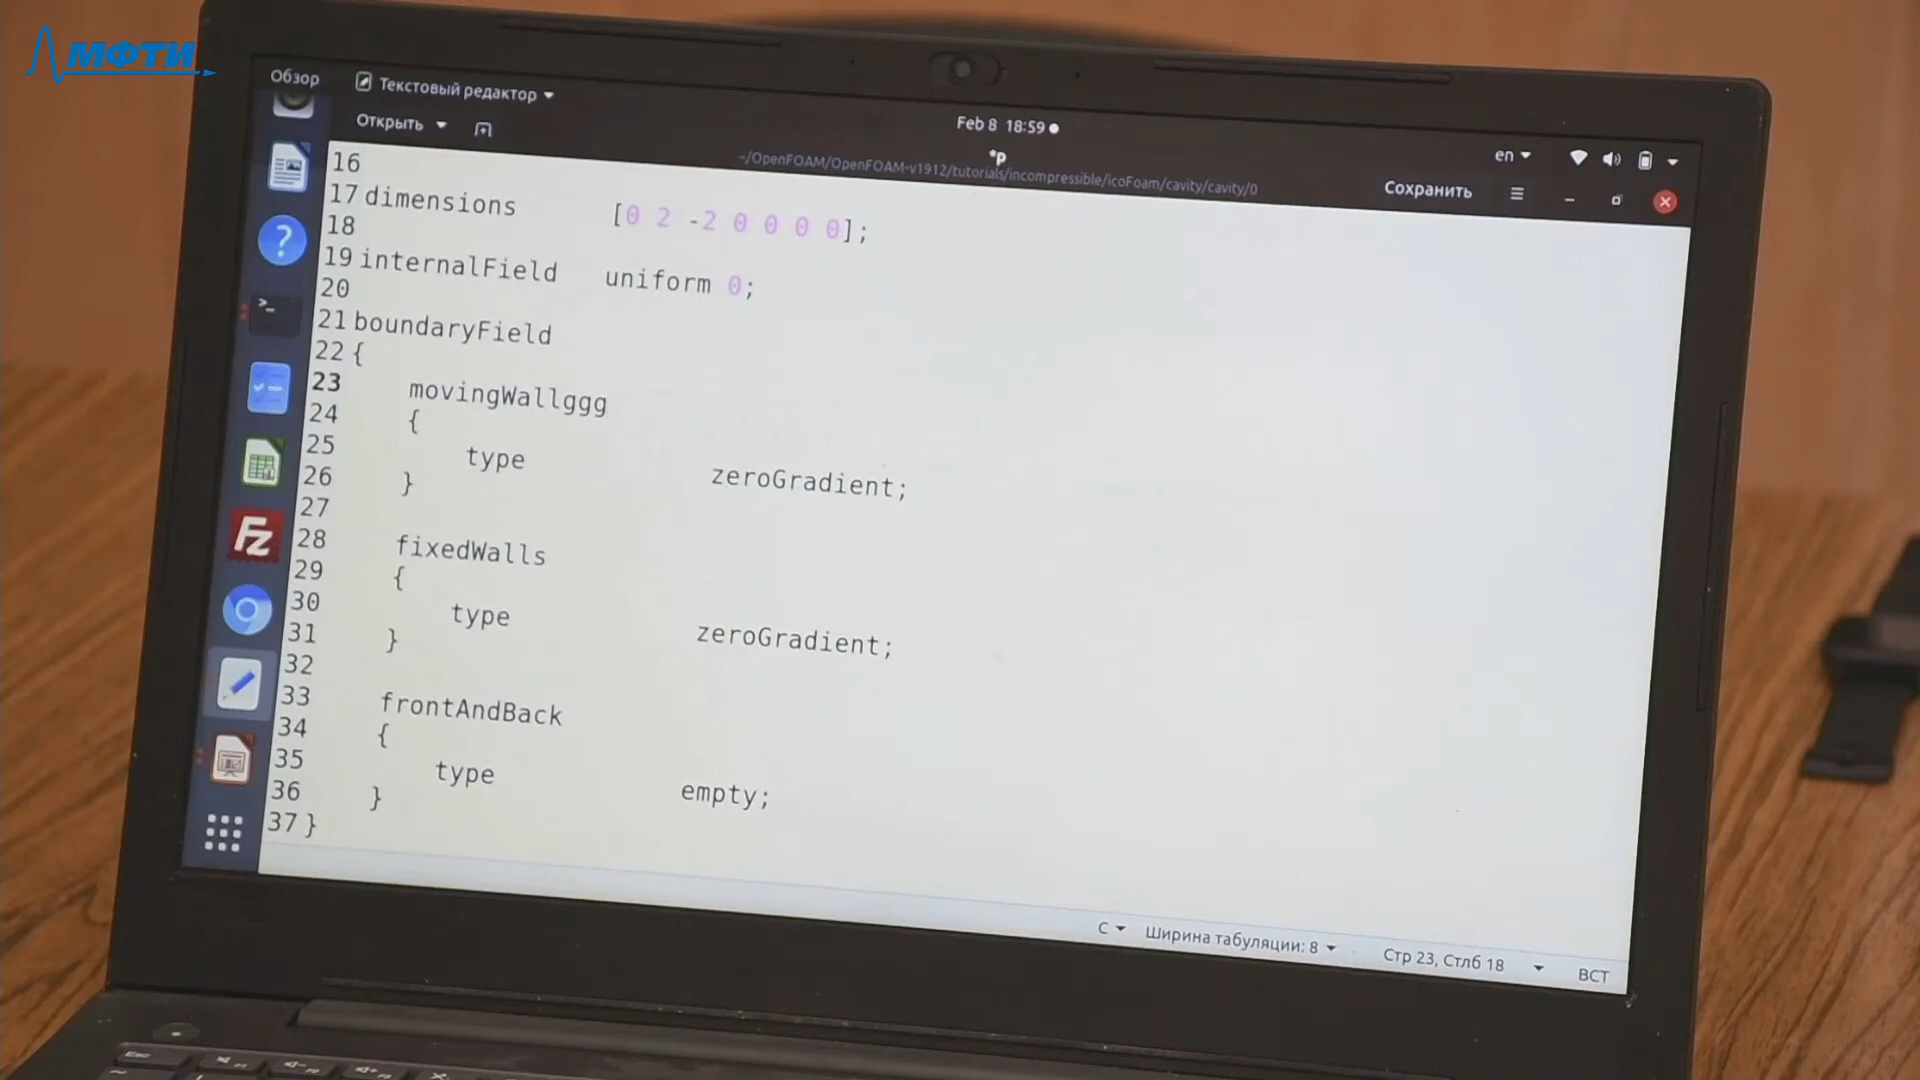 МФТИ
Обзор
Текстовый редактор
Открыть
Feb 8 18:59
*p
~/OpenFOAM/OpenFOAM-v1912/tutorials/incompressible/icoFoam/cavity/cavity/0
en
Сохранить
16
17 dimensions [0 2 -2 0 0 0 0];
18
19 internalField uniform 0;
20
21 boundaryField
22 {
23 movingWallggg
24 {
25 type zeroGradient;
26 }
27
28 fixedWalls
29 {
30 type zeroGradient;
31 }
32
33 frontAndBack
34 {
35 type empty;
36 }
37 }
C
Ширина табуляции: 8
Стр 23, Стлб 18
ВСТ
Fz
Esc